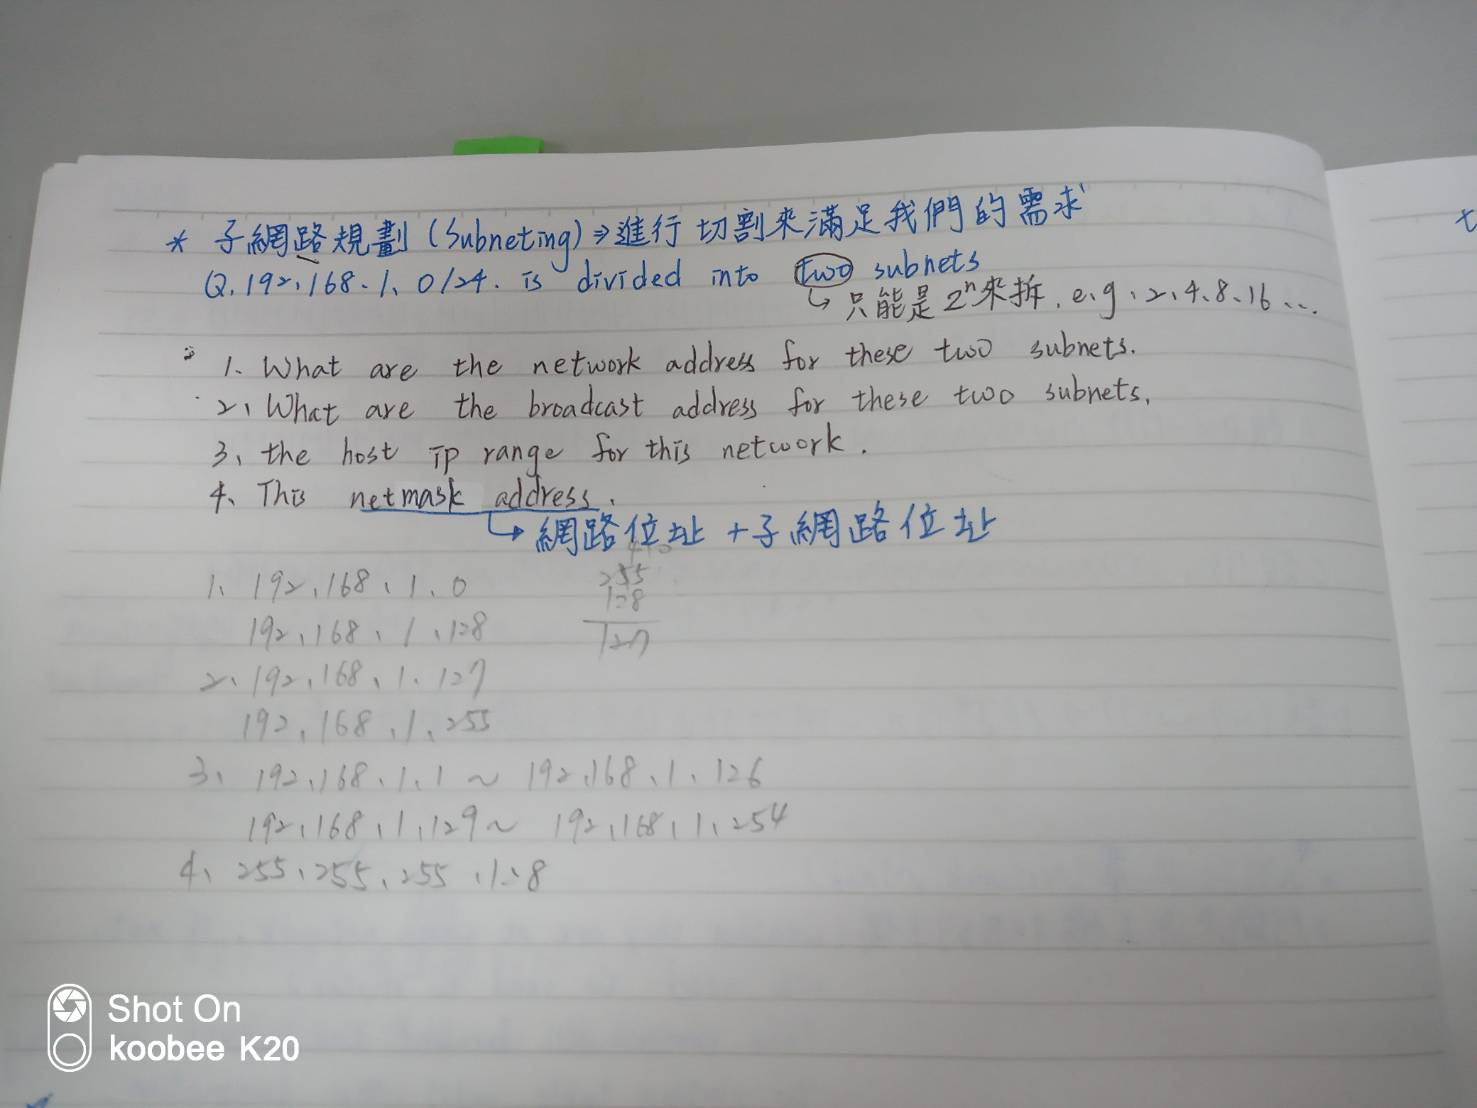 * 子網路規劃 (Subneting) ⇒ 進行切割來滿足我們的需求
Q. 192.168.1.0/24. is divided into two subnets
↳ 只能是 2ⁿ來拆. e.g. 2.4.8.16...
1. What are the network address for these two subnets.
2. What are the broadcast address for these two subnets.
3. the host ip range for this network.
4. This netmask address.
↳ 網路位址 + 子網路位址
1. 192.168.1.0
192.168.1.128
255
128
127
2. 192.168.1.127
192.168.1.255
3. 192.168.1.1 ~ 192.168.1.126
192.168.1.129 ~ 192.168.1.254
4. 255.255.255.128
Shot On
koobee K20